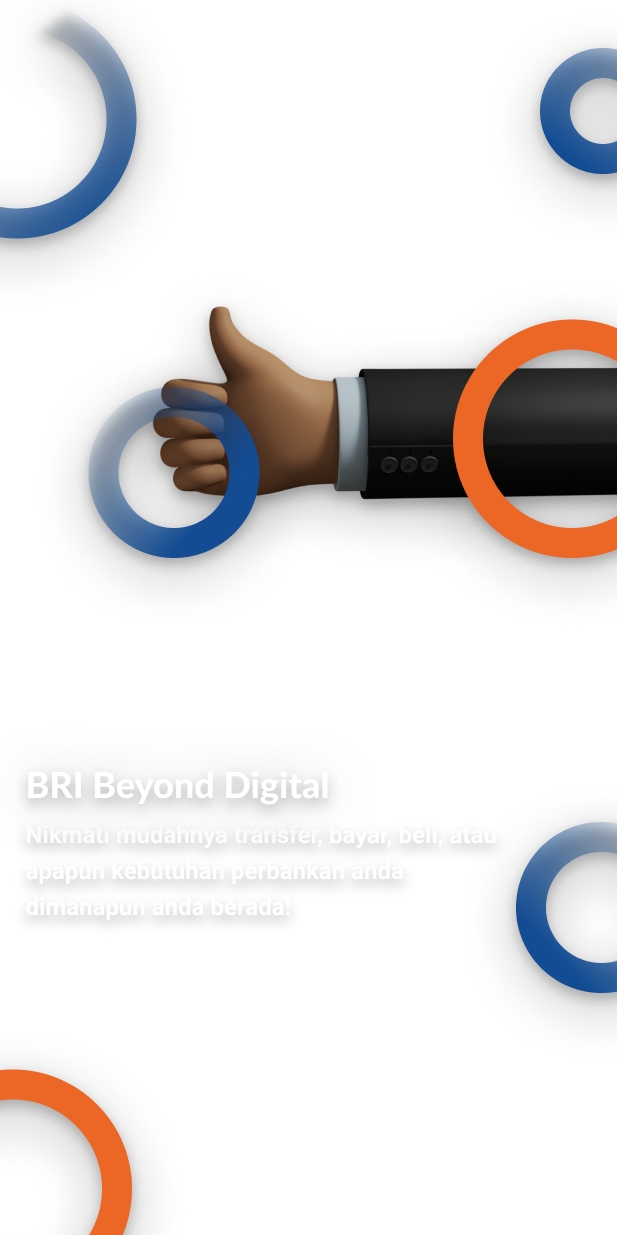 BRI Beyond Digital
Nikmati mudahnya transfer, bayar, beli, atau
apapun kebutuhan perbankan anda
dimanapun anda berada!